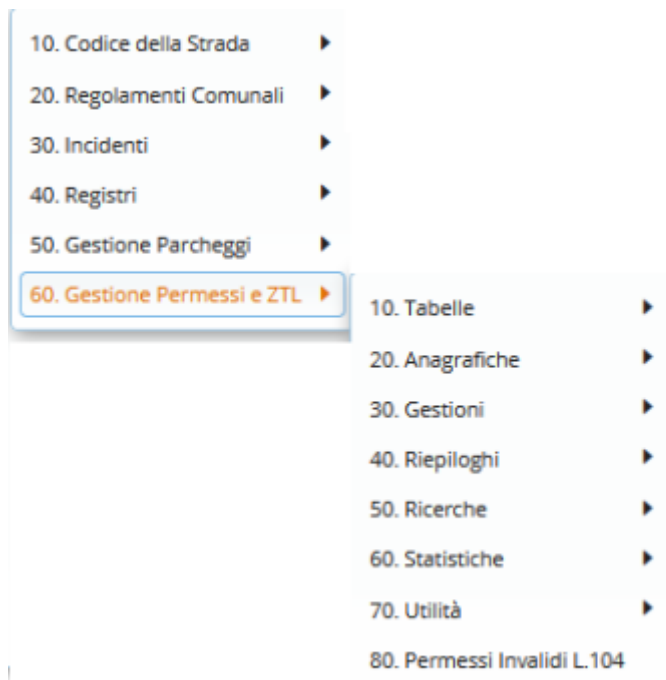 10. Codice della Strada
20. Regolamenti Comunali
30. Incidenti
40. Registri
50. Gestione Parcheggi
60. Gestione Permessi e ZTL
10. Tabelle
20. Anagrafiche
30. Gestioni
40. Riepiloghi
50. Ricerche
60. Statistiche
70. Utilità
80. Permessi Invalidi L.104